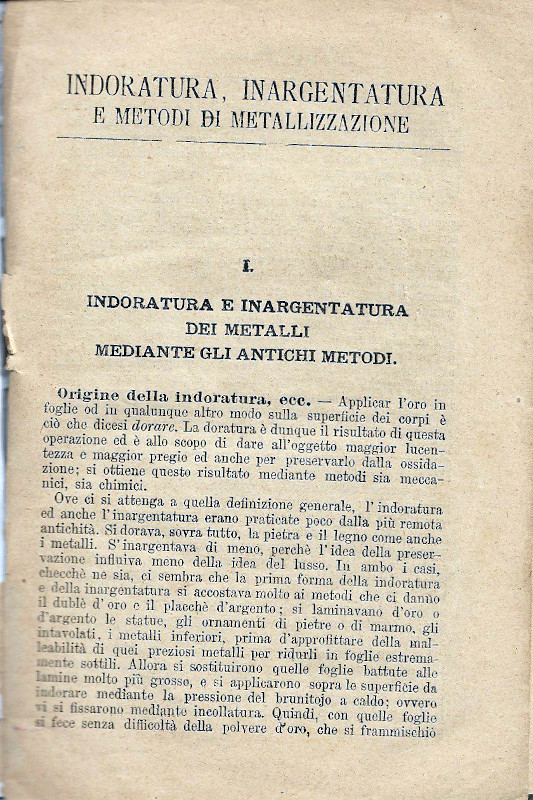 INDORATURA, INARGENTATURA
E METODI DI METALLIZZAZIONE
I.
INDORATURA E INARGENTATURA
DEI METALLI
MEDIANTE GLI ANTICHI METODI.
Origine della indoratura, ecc. — Applicar l'oro in
foglie od in qualunque altro modo sulla superficie dei corpi è
ciò che dicesi dorare. La doratura è dunque il risultato di questa
operazione ed è allo scopo di dare all'oggetto maggior lucen-
tezza e maggior pregio ed anche per preservarlo dalla ossida-
zione; si ottiene questo risultato mediante metodi sia mecca-
nici, sia chimici.
Ove ci si attenga a quella definizione generale, l'indoratura
ed anche l'inargentatura erano praticate poco dalla più remota
antichità. Si dorava, sovra tutto, la pietra e il legno come anche
i metalli. S'inargentava di meno, perchè l'idea della preser-
vazione influiva meno della idea del lusso. In ambo i casi,
checchè ne sia, ci sembra che la prima forma della indoratura
e della inargentatura si accostava molto ai metodi che ci danno
il dublè d'oro e il placchè d'argento; si laminavano d'oro o
d'argento le statue, gli ornamenti di pietre o di marmo, gli
intavolati, i metalli inferiori, prima d'approfittare della mal-
leabilità di quei preziosi metalli per ridurli in foglie estrema-
mente sottili. Allora si sostituirono quelle foglie battute alle
lamine molto più grosse, e si applicarono sopra le superficie da
indorare mediante la pressione del brunitojo a caldo; ovvero
vi si fissarono mediante incollatura. Quindi, con quelle foglie
si fece senza difficoltà della polvere d'oro, che si frammischiò